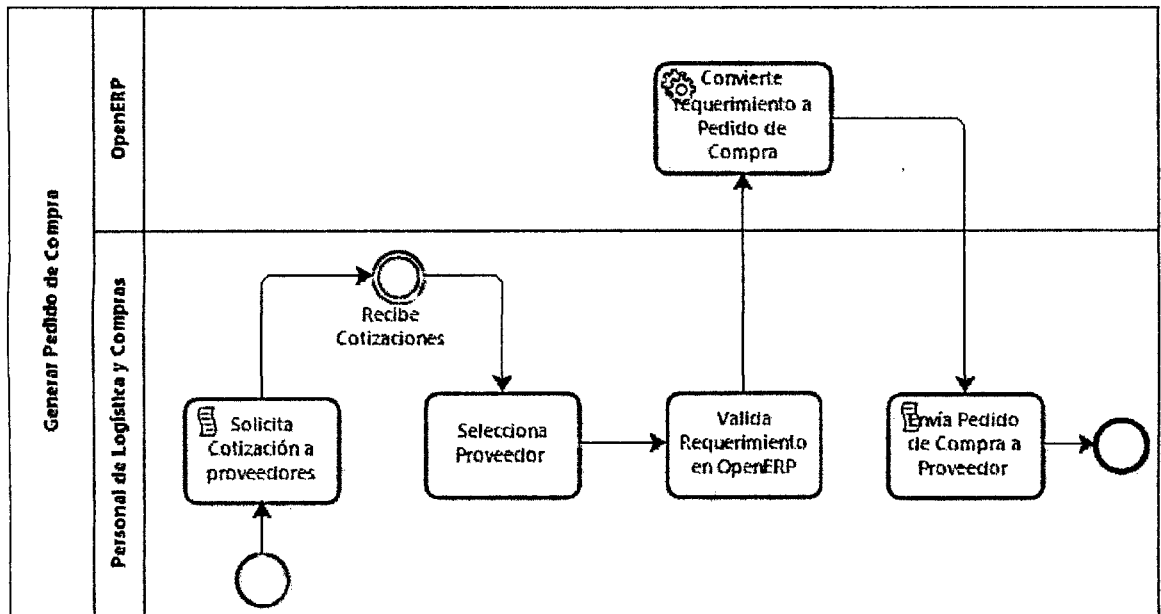 Generar Pedido de Compra
OpenERP
Personal de Logística y Compras
Convierte
requerimiento a
Pedido de
Compra
Recibe
Cotizaciones
Solicita
Cotización a
proveedores
Selecciona
Proveedor
Valida
Requerimiento
en OpenERP
Envía Pedido
de Compra a
Proveedor